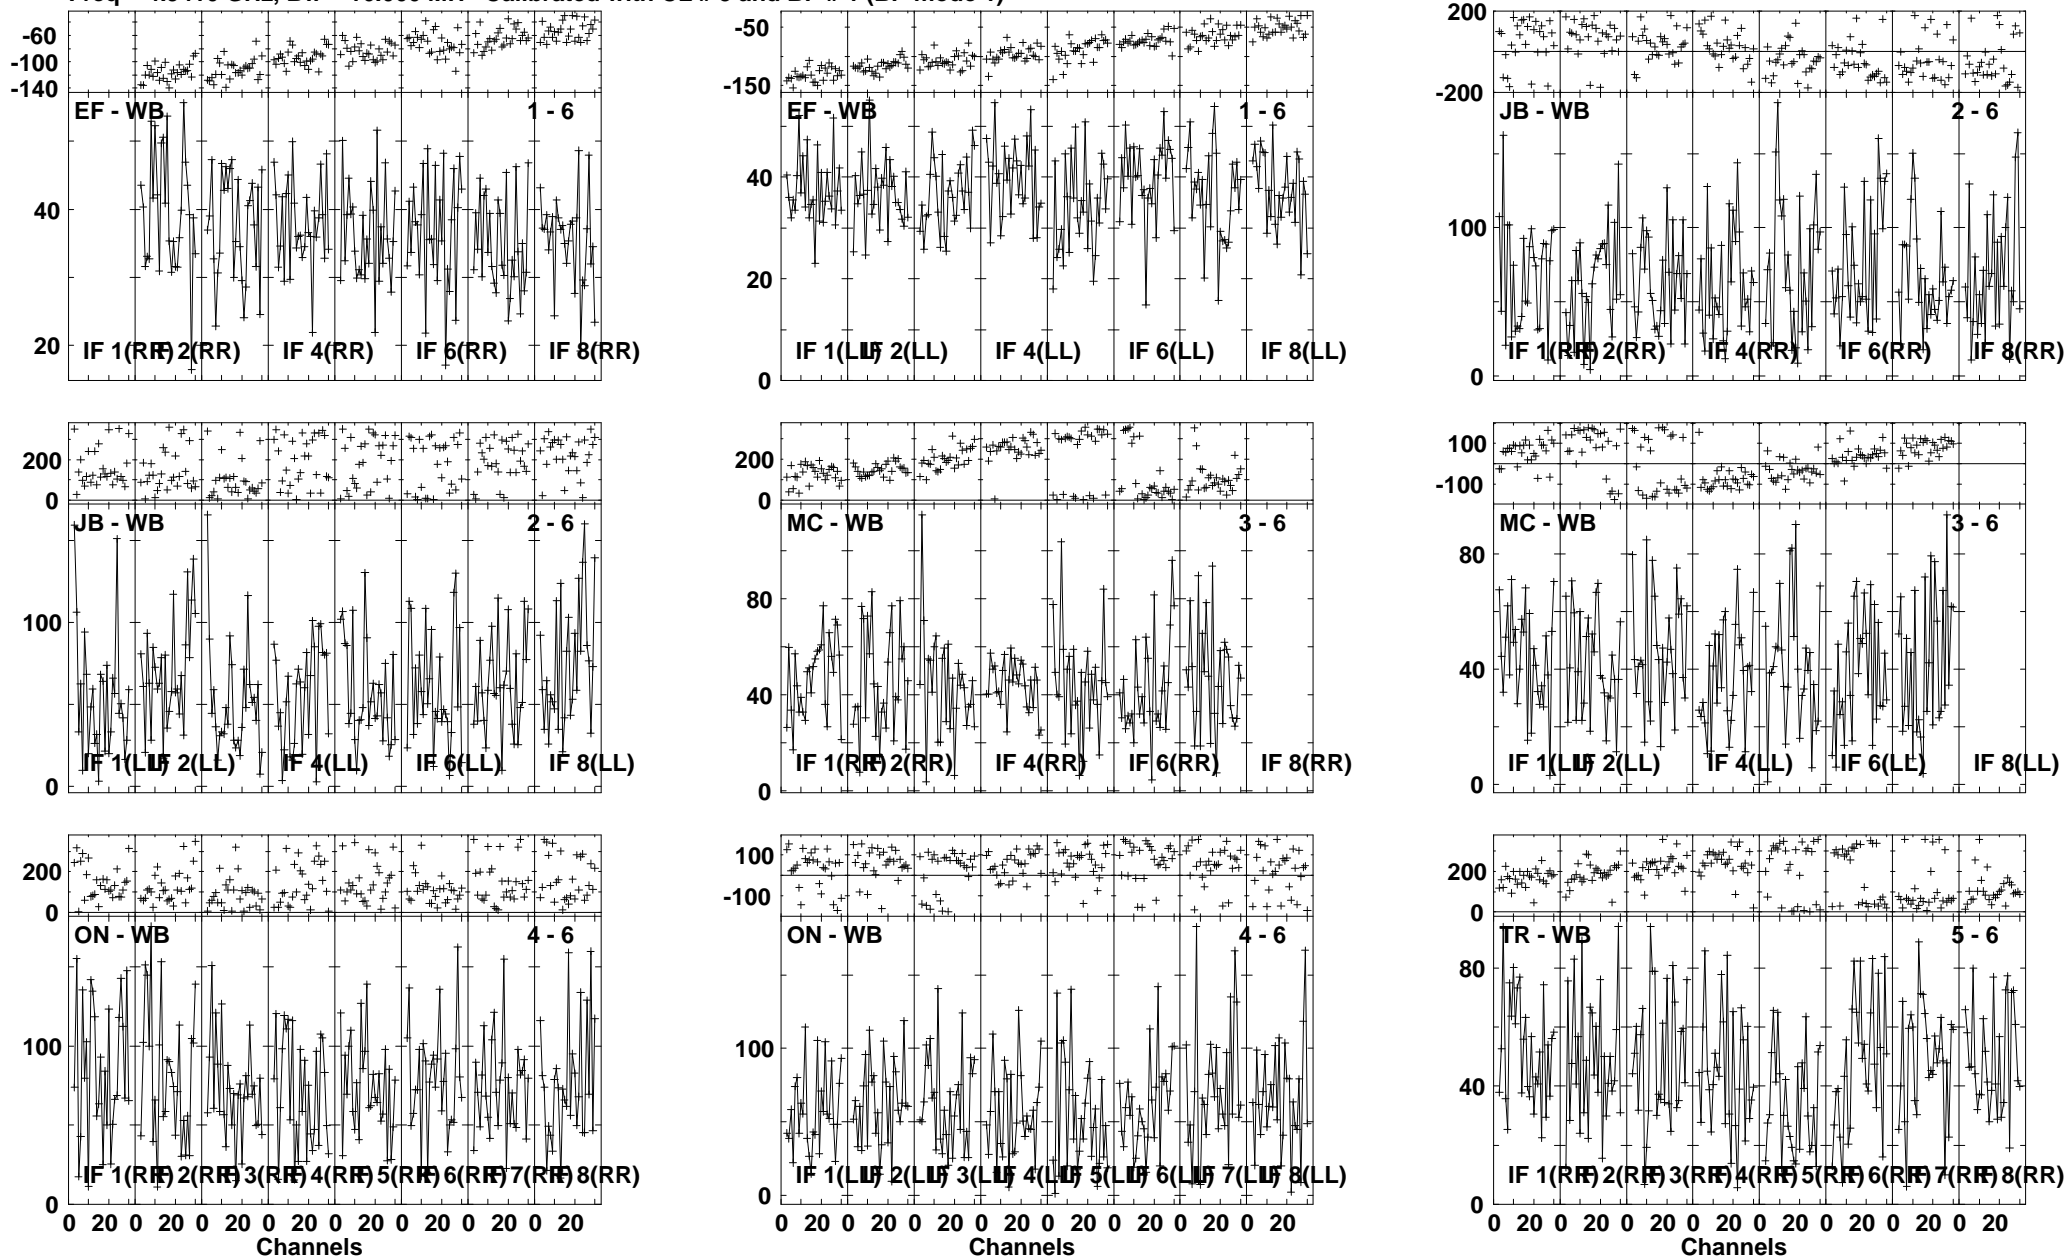 -60 -100 -140 EF - WB 1 - 6 40 20 IF 1(RR) IF 2(RR) IF 4(RR) IF 6(RR) IF 8(RR)
-50 -150 EF - WB 1 - 6 40 20 0 IF 1(LL) IF 2(LL) IF 4(LL) IF 6(LL) IF 8(LL)
200 -200 JB - WB 2 - 6 100 0 IF 1(RR) IF 2(RR) IF 4(RR) IF 6(RR) IF 8(RR)
200 0 JB - WB 2 - 6 100 0 IF 1(LL) IF 2(LL) IF 4(LL) IF 6(LL) IF 8(LL)
200 0 MC - WB 3 - 6 80 40 0 IF 1(RR) IF 2(RR) IF 4(RR) IF 6(RR) IF 8(RR)
100 -100 MC - WB 3 - 6 80 40 0 IF 1(LL) IF 2(LL) IF 4(LL) IF 6(LL) IF 8(LL)
200 0 ON - WB 4 - 6 100 0 IF 1(RR) IF 2(RR) IF 3(RR) IF 4(RR) IF 5(RR) IF 6(RR) IF 7(RR) IF 8(RR)
0 20 0 20 0 20 0 20 0 20 0 20 0 20 0 20
Channels
100 -100 ON - WB 4 - 6 100 0 IF 1(LL) IF 2(LL) IF 3(LL) IF 4(LL) IF 5(LL) IF 6(LL) IF 7(LL) IF 8(LL)
0 20 0 20 0 20 0 20 0 20 0 20 0 20 0 20
Channels
200 0 TR - WB 5 - 6 80 40 0 IF 1(RR) IF 2(RR) IF 3(RR) IF 4(RR) IF 5(RR) IF 6(RR) IF 7(RR) IF 8(RR)
0 20 0 20 0 20 0 20 0 20 0 20 0 20 0 20
Channels